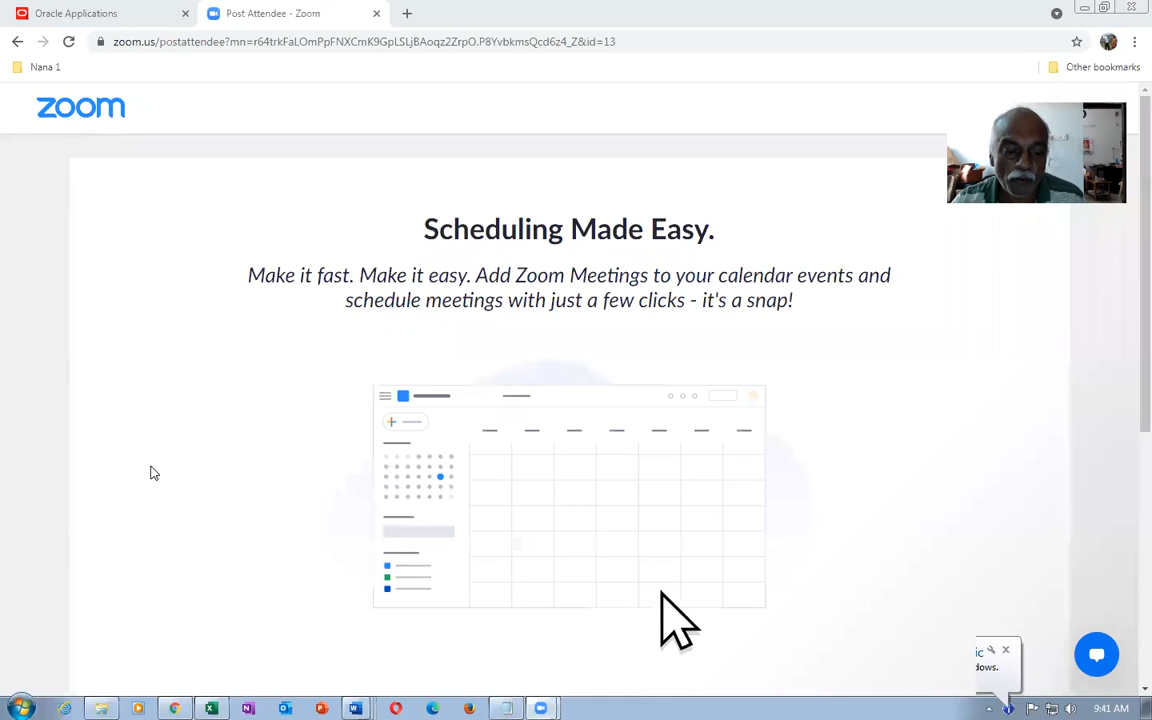 Oracle Applications
Post Attendee - Zoom
zoom.us/postattendee?mn=r64trkFaLOmPpFNXCmK9GpLSLjBAoqz2ZrpO.P8YvbkmsQcd6z4_Z&id=13
Nana 1
Other bookmarks
zoom
Scheduling Made Easy.
Make it fast. Make it easy. Add Zoom Meetings to your calendar events and
schedule meetings with just a few clicks - it's a snap!
ic
dows.
9:41 AM